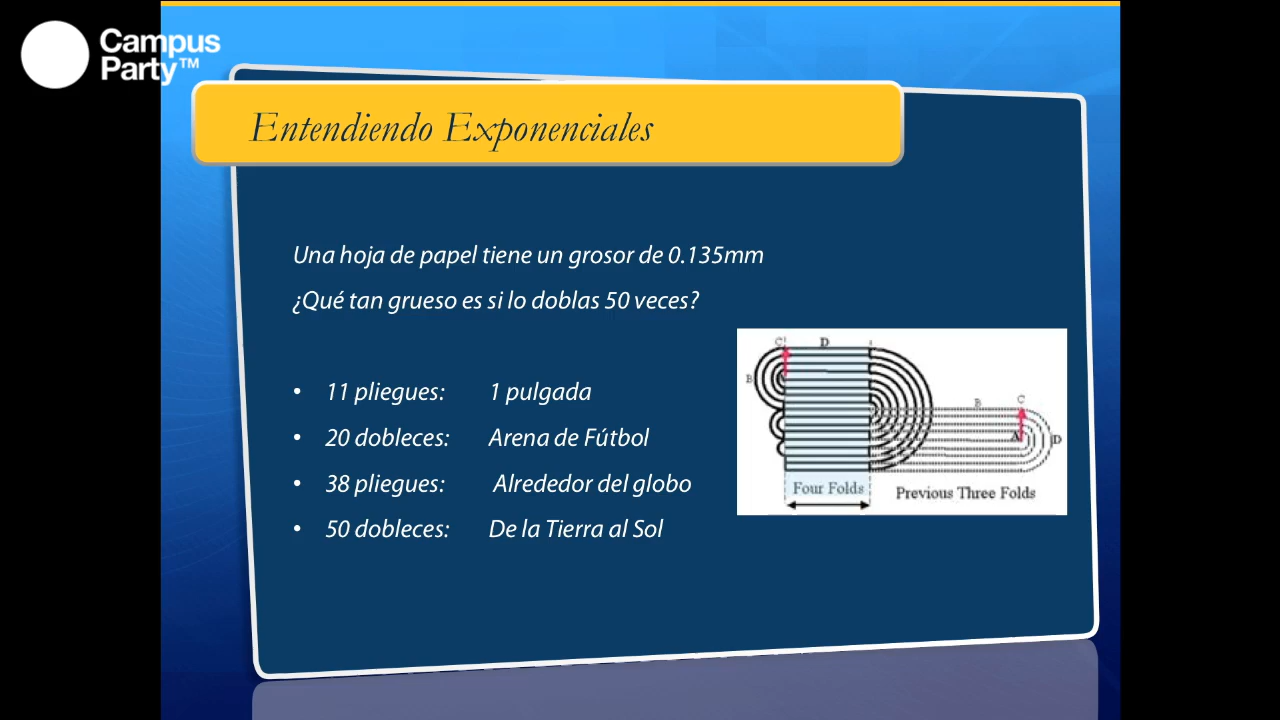 Campus
Party™
Entendiendo Exponenciales
Una hoja de papel tiene un grosor de 0.135mm
¿Qué tan grueso es si lo doblas 50 veces?
• 11 pliegues: 1 pulgada
• 20 dobleces: Arena de Fútbol
• 38 pliegues: Alrededor del globo
• 50 dobleces: De la Tierra al Sol
C D
B
B C
A D
Four Folds
Previous Three Folds